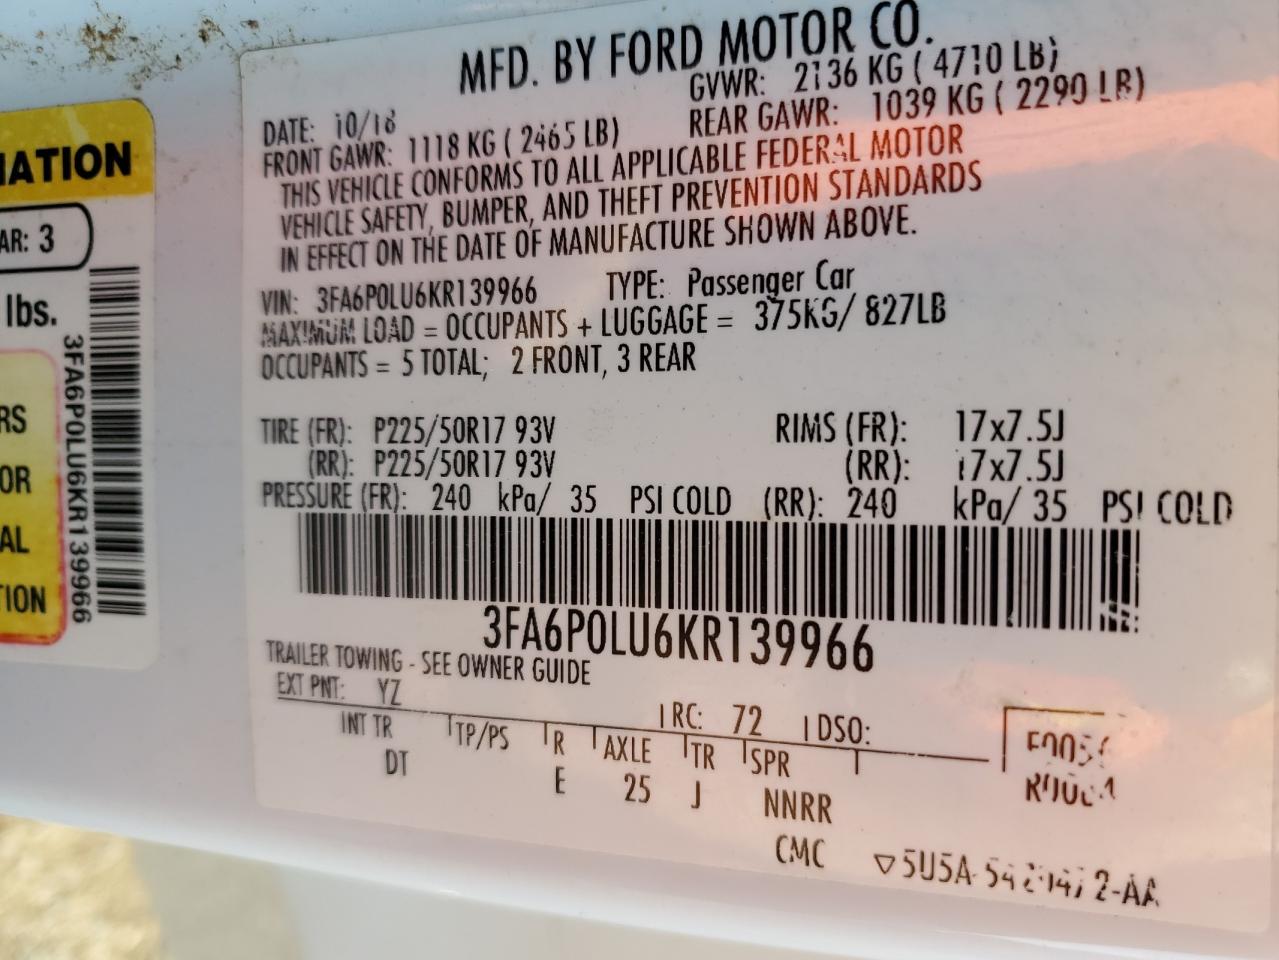 MFD. BY FORD MOTOR CO.
DATE: 10/18 GVWR: 2136 KG ( 4710 LB)
FRONT GAWR: 1118 KG ( 2465 LB) REAR GAWR: 1039 KG ( 2290 LB)
THIS VEHICLE CONFORMS TO ALL APPLICABLE FEDERAL MOTOR
VEHICLE SAFETY, BUMPER, AND THEFT PREVENTION STANDARDS
IN EFFECT ON THE DATE OF MANUFACTURE SHOWN ABOVE.
VIN: 3FA6P0LU6KR139966 TYPE: Passenger Car
MAXIMUM LOAD = OCCUPANTS + LUGGAGE = 375KG/ 827LB
OCCUPANTS = 5 TOTAL; 2 FRONT, 3 REAR
TIRE (FR): P225/50R17 93V RIMS (FR): 17x7.5J
(RR): P225/50R17 93V (RR): 17x7.5J
PRESSURE (FR): 240 kPa/ 35 PSI COLD (RR): 240 kPa/ 35 PSI COLD
3FA6P0LU6KR139966
TRAILER TOWING - SEE OWNER GUIDE
EXT PNT: YZ RC: 72 DSO:
INT TR TP/PS R AXLE TR SPR
DT E 25 J NNRR
CMC
MATION
AR: 3
lbs.
RS
OR
AL
TION
3FA6P0LU6KR139966